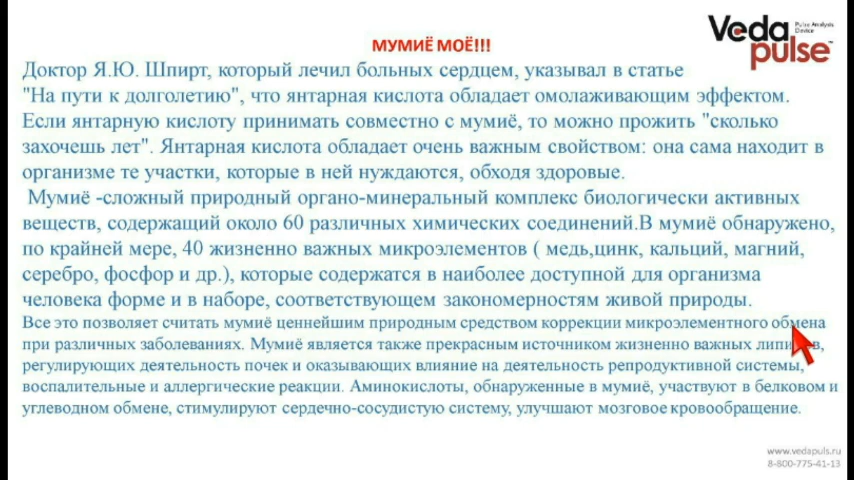 Veda pulse™
Pulse Analysis
Device
МУМИЁ МОЁ!!!
Доктор Я.Ю. Шпирт, который лечил больных сердцем, указывал в статье
"На пути к долголетию", что янтарная кислота обладает омолаживающим эффектом.
Если янтарную кислоту принимать совместно с мумиё, то можно прожить "сколько
захочешь лет". Янтарная кислота обладает очень важным свойством: она сама находит в
организме те участки, которые в ней нуждаются, обходя здоровые.
Мумиё -сложный природный органо-минеральный комплекс биологически активных
веществ, содержащий около 60 различных химических соединений.В мумиё обнаружено,
по крайней мере, 40 жизненно важных микроэлементов ( медь,цинк, кальций, магний,
серебро, фосфор и др.), которые содержатся в наиболее доступной для организма
человека форме и в наборе, соответствующем закономерностям живой природы.
Все это позволяет считать мумиё ценнейшим природным средством коррекции микроэлементного обмена
при различных заболеваниях. Мумиё является также прекрасным источником жизненно важных липидов,
регулирующих деятельность почек и оказывающих влияние на деятельность репродуктивной системы,
воспалительные и аллергические реакции. Аминокислоты, обнаруженные в мумиё, участвуют в белковом и
углеводном обмене, стимулируют сердечно-сосудистую систему, улучшают мозговое кровообращение.
www.vedapuls.ru
8-800-775-41-13